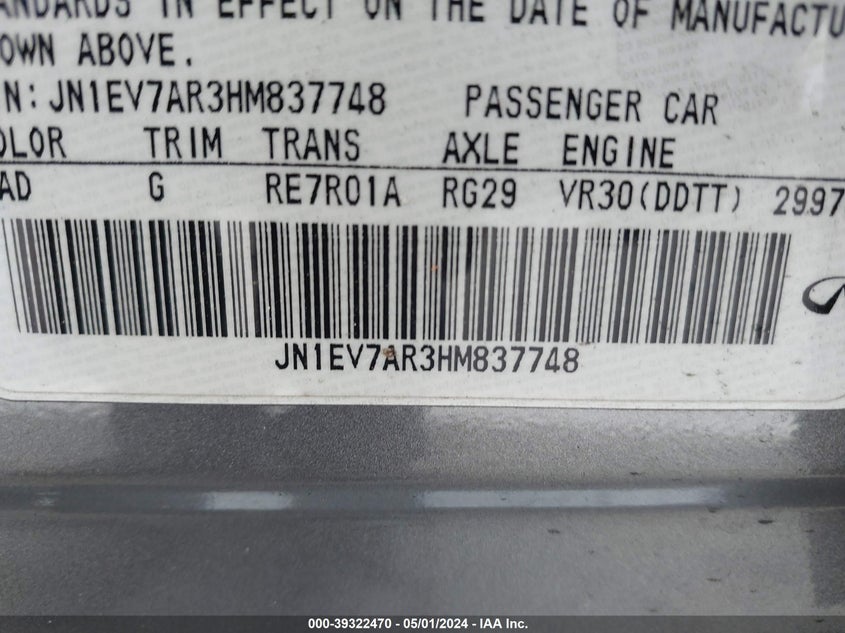 ANDARDS IN EFFECT ON THE DATE OF MANUFACTU
OWN ABOVE.
N: JN1EV7AR3HM837748 PASSENGER CAR
OLOR TRIM TRANS AXLE ENGINE
AD G RE7R01A RG29 VR30(DDTT) 2997
JN1EV7AR3HM837748
000-39322470 — 05/01/2024 — IAA Inc.